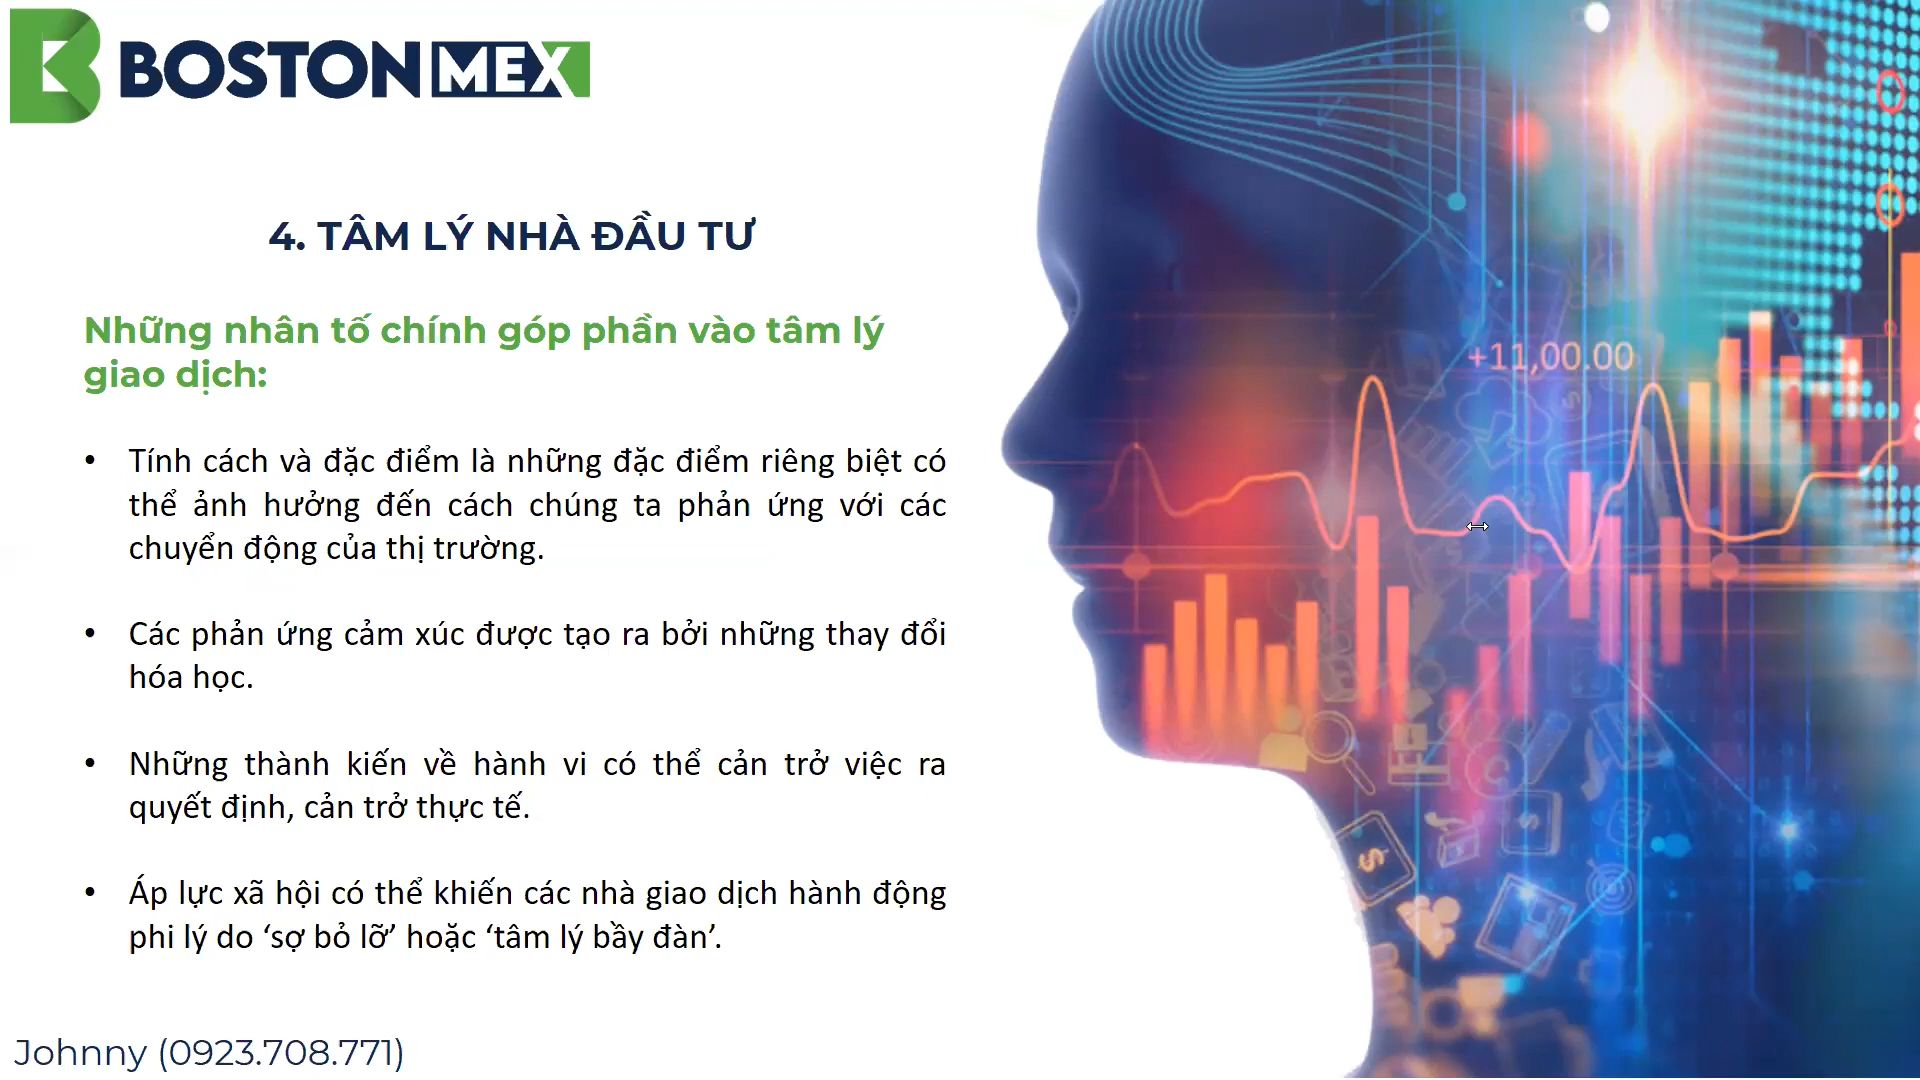 BOSTONMEX
4. TÂM LÝ NHÀ ĐẦU TƯ
Những nhân tố chính góp phần vào tâm lý
giao dịch:
• Tính cách và đặc điểm là những đặc điểm riêng biệt có
thể ảnh hưởng đến cách chúng ta phản ứng với các
chuyển động của thị trường.
• Các phản ứng cảm xúc được tạo ra bởi những thay đổi
hóa học.
• Những thành kiến về hành vi có thể cản trở việc ra
quyết định, cản trở thực tế.
• Áp lực xã hội có thể khiến các nhà giao dịch hành động
phi lý do ‘sợ bỏ lỡ’ hoặc ‘tâm lý bầy đàn’.
+11,00.00
Johnny (0923.708.771)